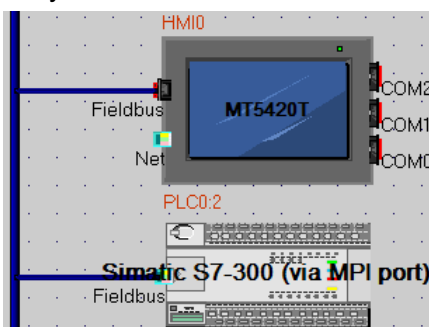 HMI0
MT5420T
Fieldbus
Net
COM2
COM1
COM0
PLC0:2
Simatic S7-300 (via MPI port)
Fieldbus